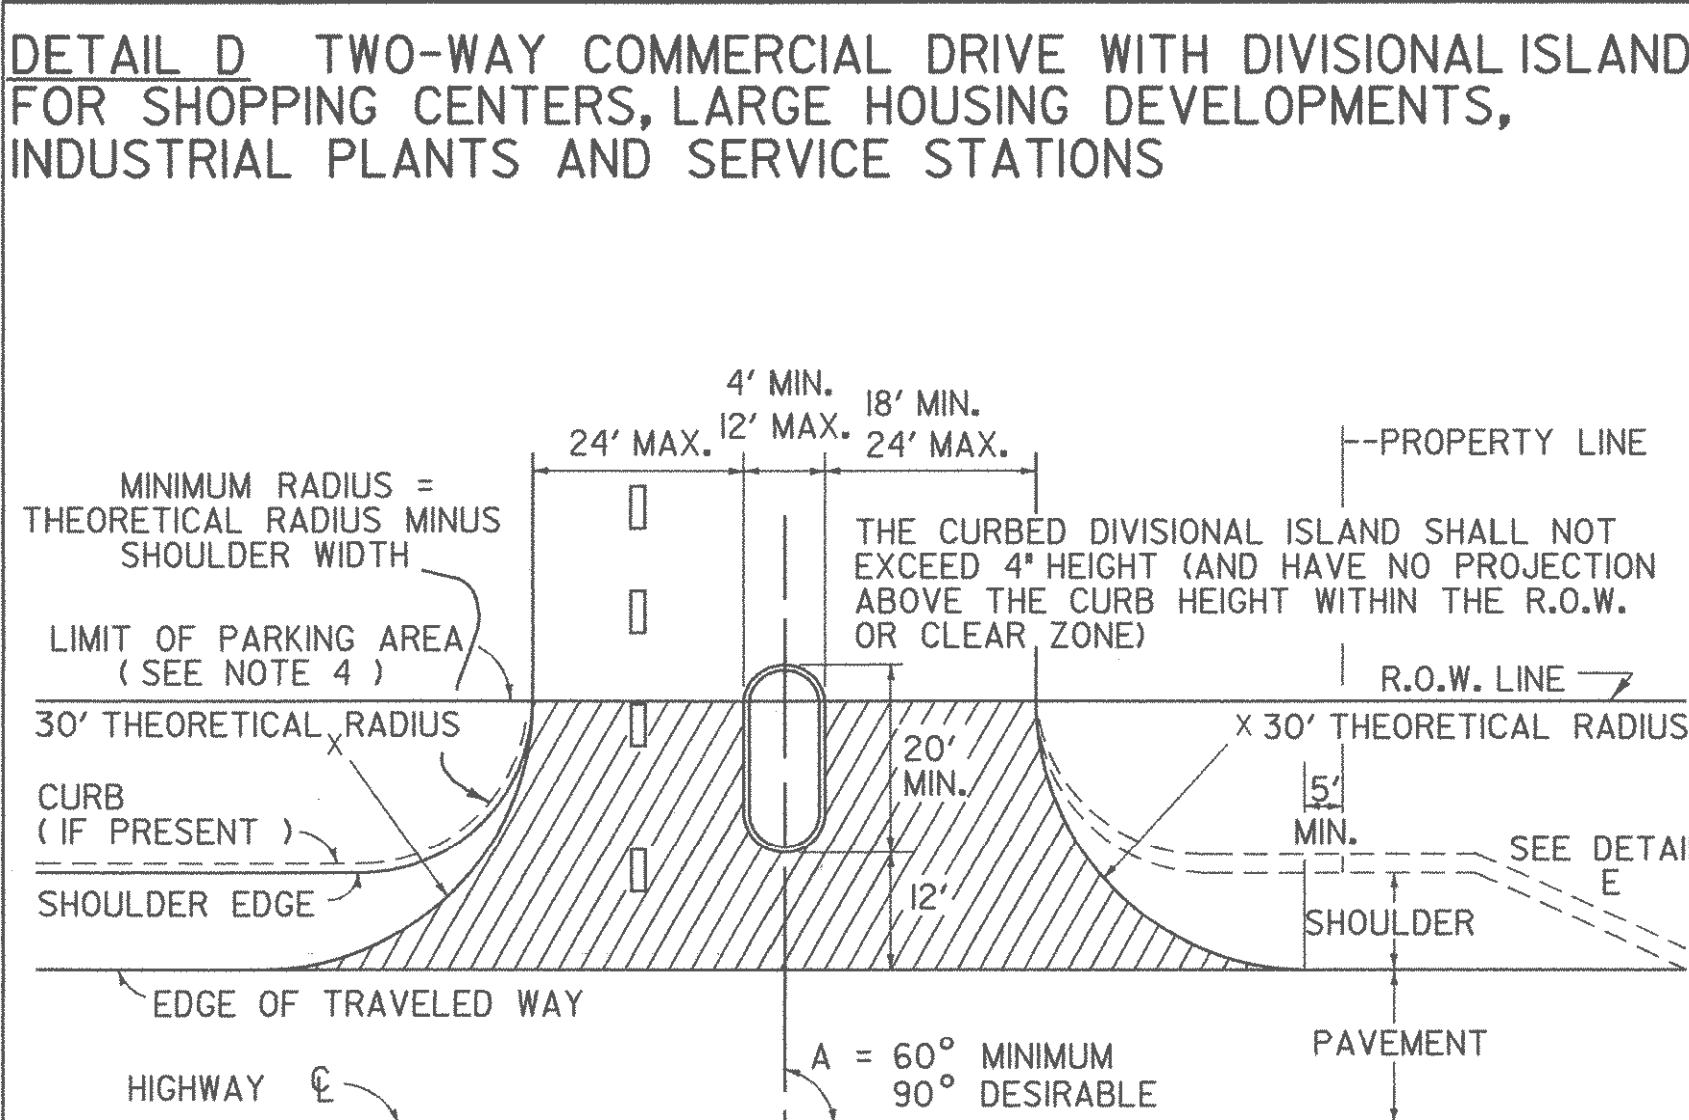 DETAIL D TWO-WAY COMMERCIAL DRIVE WITH DIVISIONAL ISLAND
FOR SHOPPING CENTERS, LARGE HOUSING DEVELOPMENTS,
INDUSTRIAL PLANTS AND SERVICE STATIONS
4' MIN.
12' MAX.
18' MIN.
24' MAX.
24' MAX.
--PROPERTY LINE
MINIMUM RADIUS =
THEORETICAL RADIUS MINUS
SHOULDER WIDTH
THE CURBED DIVISIONAL ISLAND SHALL NOT
EXCEED 4" HEIGHT (AND HAVE NO PROJECTION
ABOVE THE CURB HEIGHT WITHIN THE R.O.W.
OR CLEAR ZONE)
LIMIT OF PARKING AREA
( SEE NOTE 4 )
R.O.W. LINE
30' THEORETICAL RADIUS
X
X 30' THEORETICAL RADIUS
20'
MIN.
CURB
( IF PRESENT )
5'
MIN.
SEE DETAI
E
SHOULDER EDGE
12'
SHOULDER
EDGE OF TRAVELED WAY
PAVEMENT
A = 60° MINIMUM
90° DESIRABLE
HIGHWAY ℄